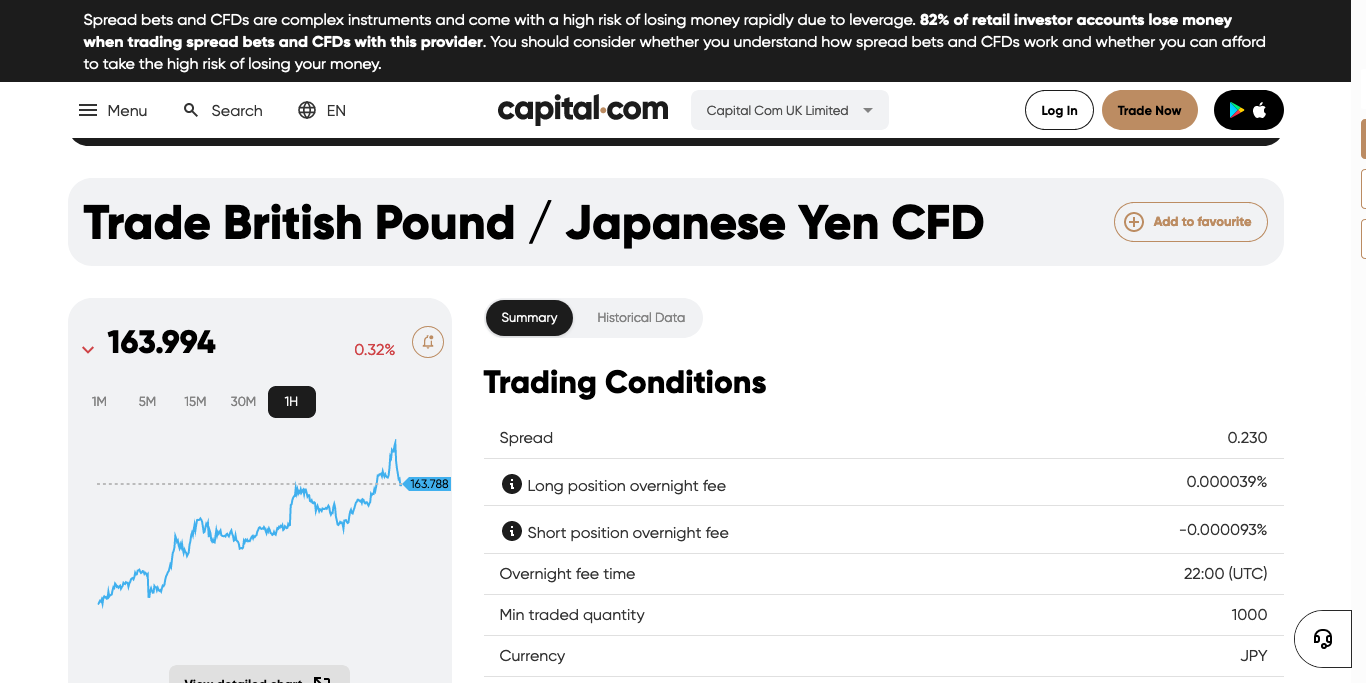 Spread bets and CFDs are complex instruments and come with a high risk of losing money rapidly due to leverage. 82% of retail investor accounts lose money
when trading spread bets and CFDs with this provider. You should consider whether you understand how spread bets and CFDs work and whether you can afford
to take the high risk of losing your money.
Menu Search EN capital.com Capital Com UK Limited Log In Trade Now
Trade British Pound / Japanese Yen CFD
Add to favourite
163.994
0.32%
1M 5M 15M 30M 1H
163.788
View detailed chart
Summary Historical Data
Trading Conditions
Spread 0.230
Long position overnight fee 0.000039%
Short position overnight fee -0.000093%
Overnight fee time 22:00 (UTC)
Min traded quantity 1000
Currency JPY